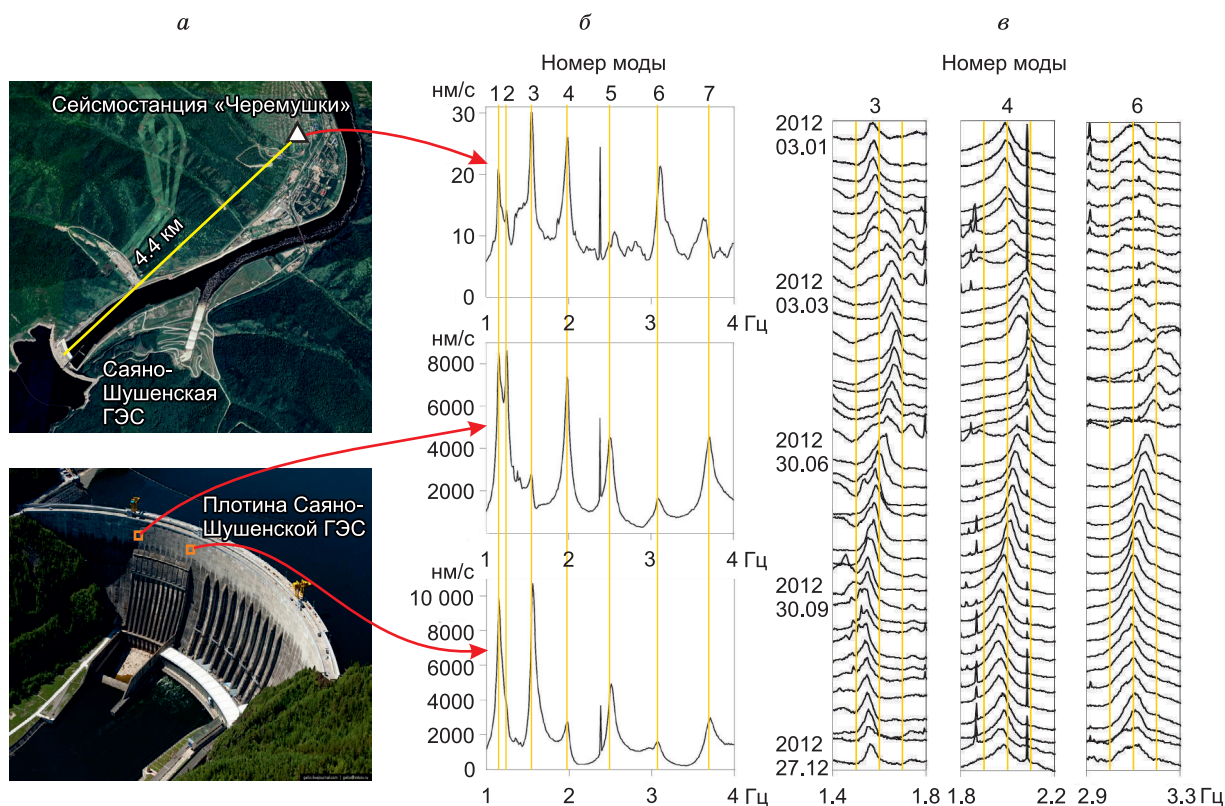 а
б
в
Сейсмостанция «Черемушки»
4.4 км
Саяно-
Шушенская
ГЭС
Плотина Саяно-
Шушенской ГЭС
Номер моды
нм/с
1 2 3 4 5 6 7
30
20
10
0
1 2 3 4 Гц
нм/с
8000
6000
4000
2000
1 2 3 4 Гц
нм/с
10 000
8000
6000
4000
2000
0
1 2 3 4 Гц
Номер моды
3 4 6
2012
03.01
2012
03.03
2012
30.06
2012
30.09
2012
27.12
1.4 1.8 1.8 2.2 2.9 3.3 Гц